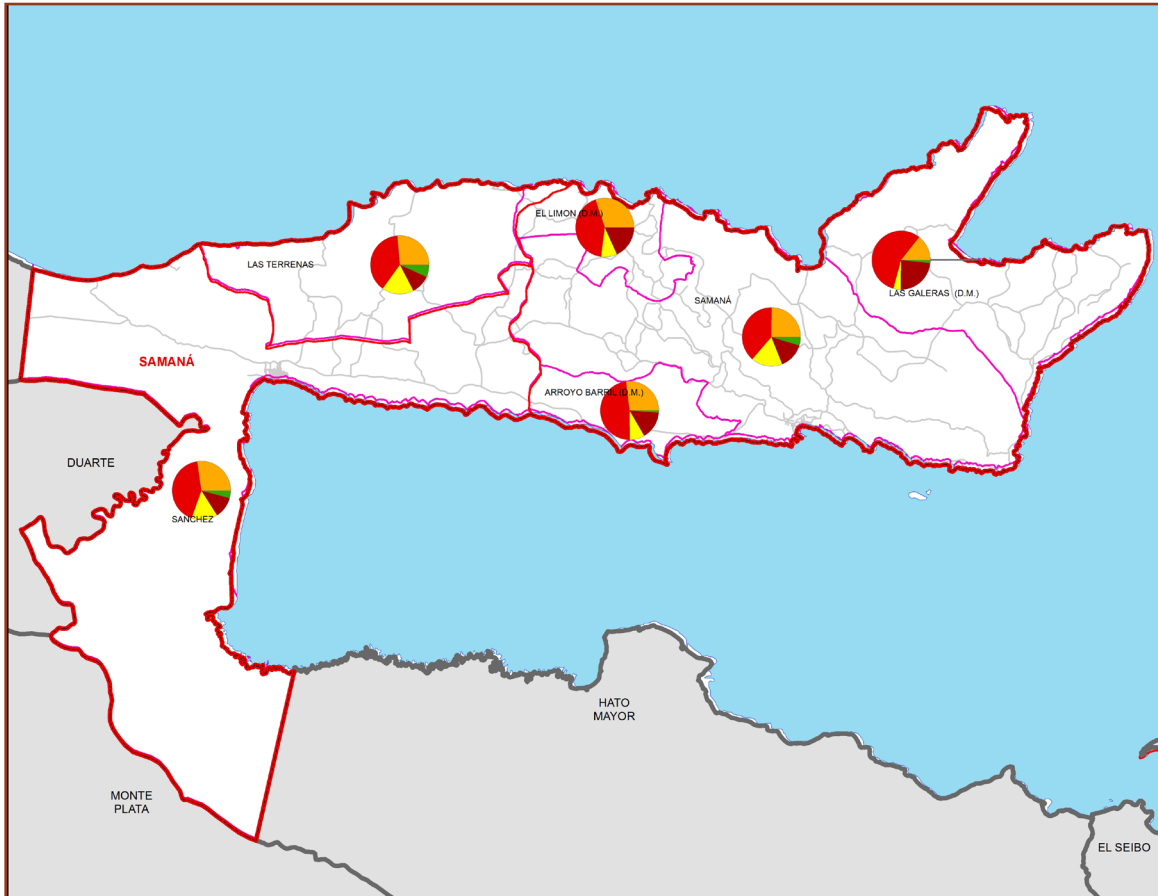 EL LIMON (D.M.)
LAS TERRENAS
LAS GALERAS (D.M.)
SAMANÁ
SAMANÁ
ARROYO BARRIL (D.M.)
DUARTE
SANCHEZ
HATO
MAYOR
MONTE
PLATA
EL SEIBO